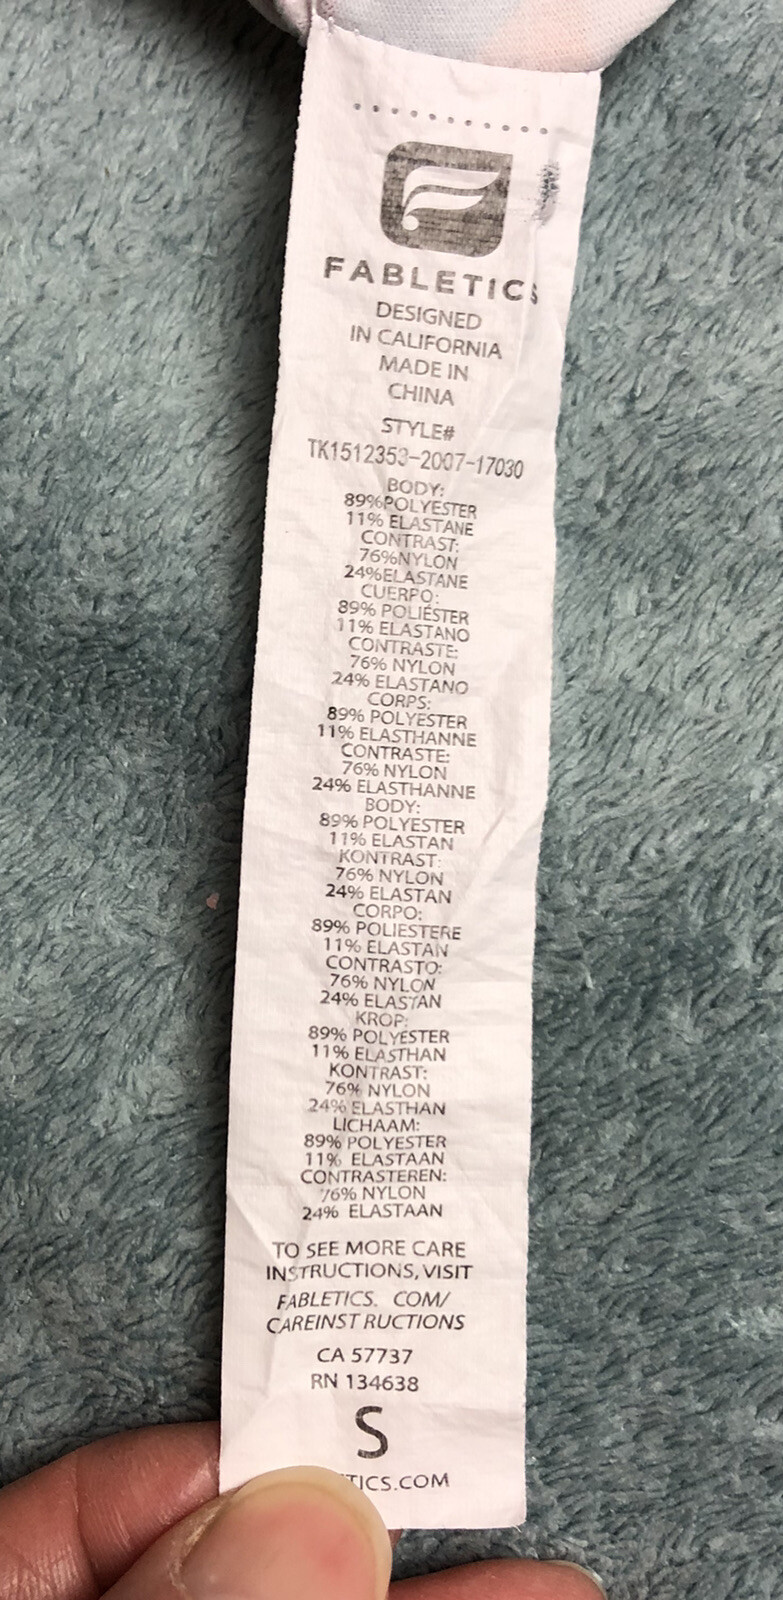 FABLETICS
DESIGNED
IN CALIFORNIA
MADE IN
CHINA
STYLE#
TK1512353-2007-17030
BODY:
89%POLYESTER
11% ELASTANE
CONTRAST:
76%NYLON
24%ELASTANE
CUERPO:
89% POLIÉSTER
11% ELASTANO
CONTRASTE:
76% NYLON
24% ELASTANO
CORPS:
89% POLYESTER
11% ELASTHANNE
CONTRASTE:
76% NYLON
24% ELASTHANNE
BODY:
89% POLYESTER
11% ELASTAN
KONTRAST:
76% NYLON
24% ELASTAN
CORPO:
89% POLIESTERE
11% ELASTAN
CONTRASTO:
76% NYLON
24% ELASTAN
KROP:
89% POLYESTER
11% ELASTHAN
KONTRAST:
76% NYLON
24% ELASTHAN
LICHAAM:
89% POLYESTER
11% ELASTAAN
CONTRASTEREN:
76% NYLON
24% ELASTAAN
TO SEE MORE CARE
INSTRUCTIONS, VISIT
FABLETICS. COM/
CAREINST RUCTIONS
CA 57737
RN 134638
S
TICS.COM